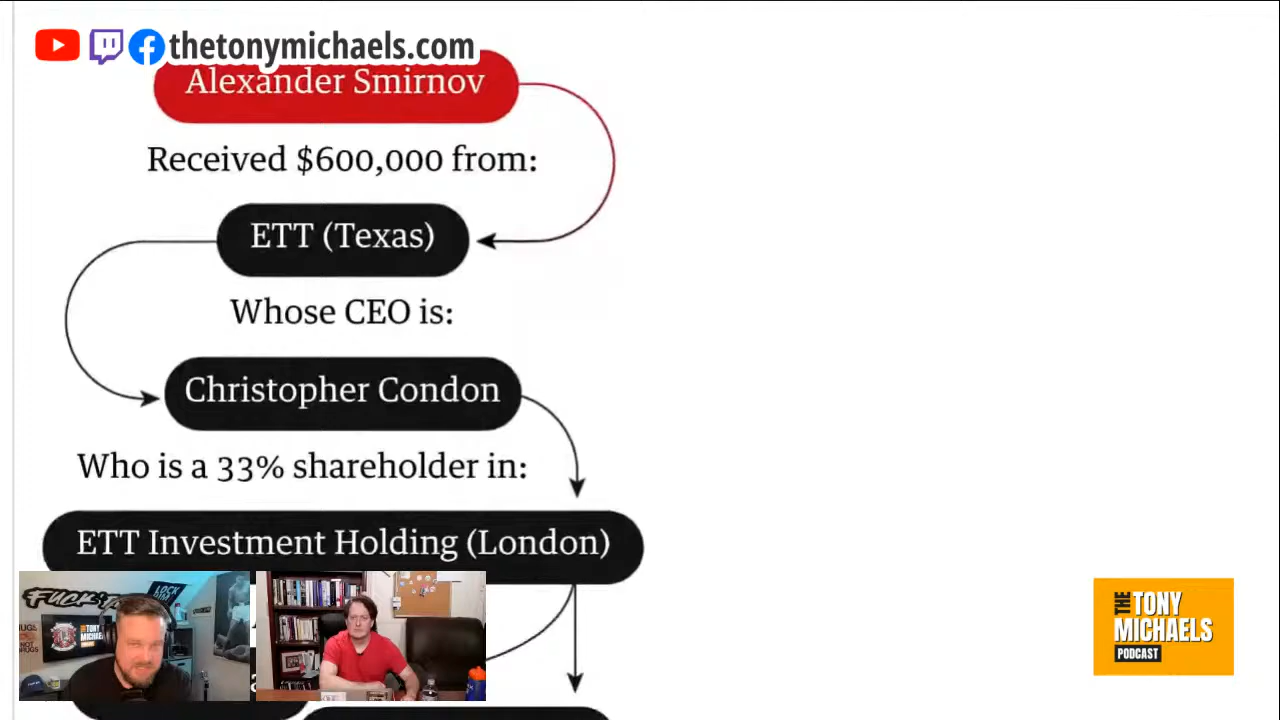 thetonymichaels.com
Alexander Smirnov
Received $600,000 from:
ETT (Texas)
Whose CEO is:
Christopher Condon
Who is a 33% shareholder in:
ETT Investment Holding (London)
THE
TONY
MICHAELS
PODCAST